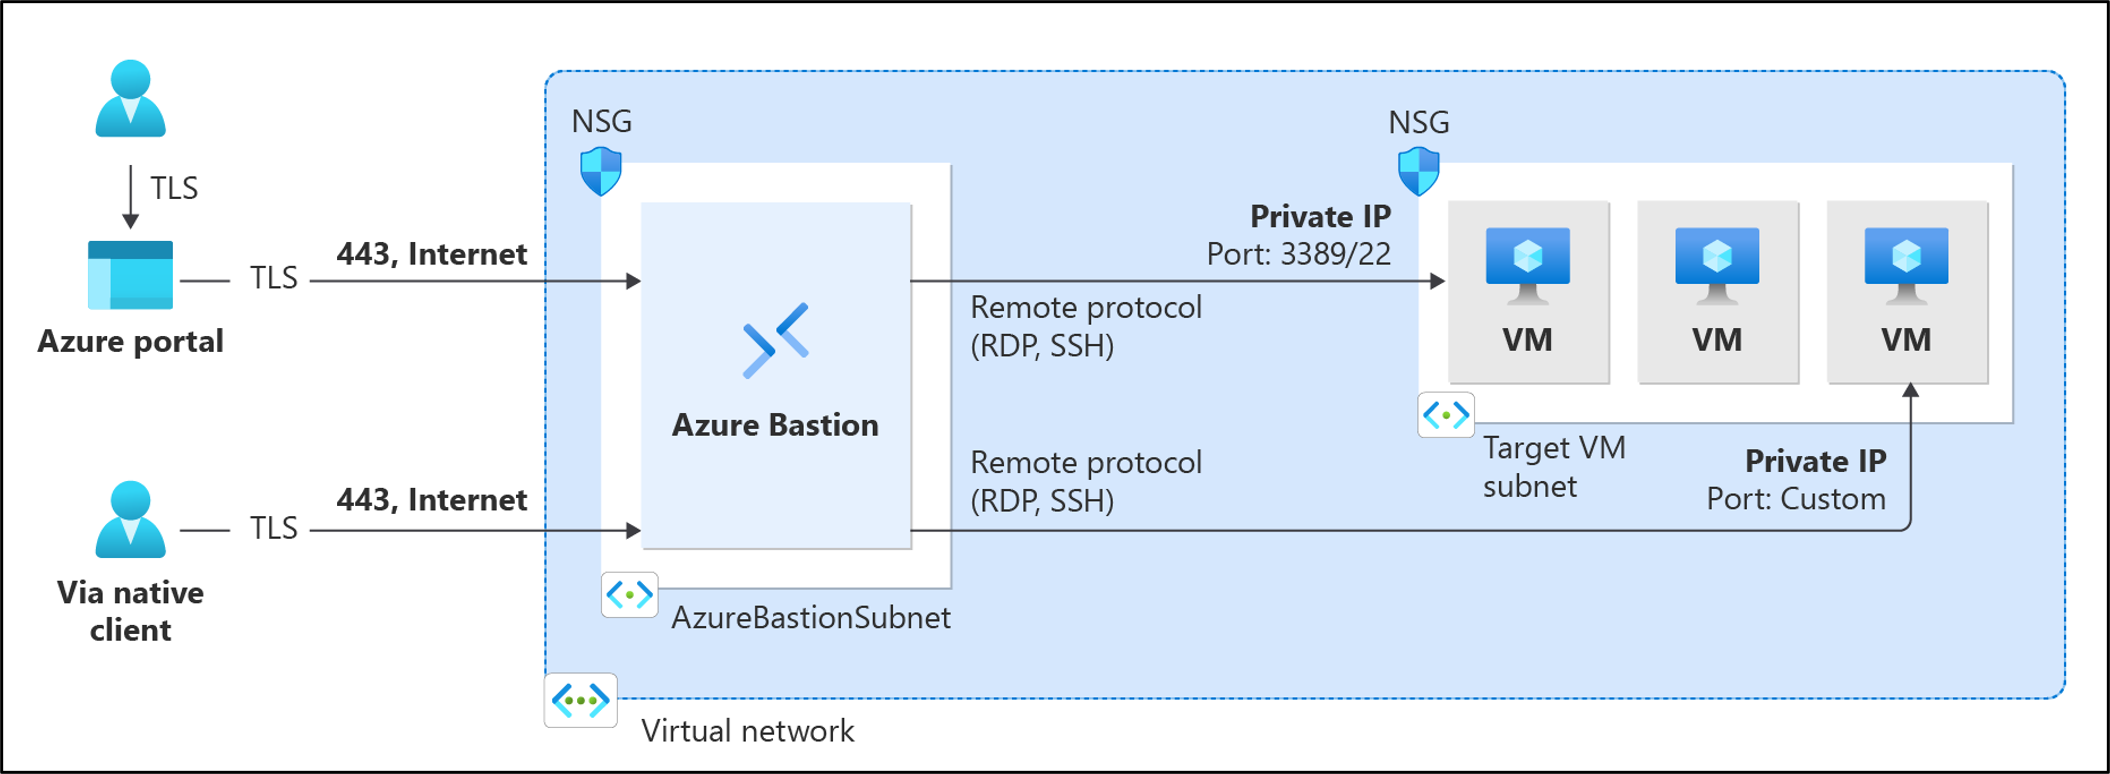 TLS
Azure portal
TLS
443, Internet
Via native
client
TLS
443, Internet
NSG
Azure Bastion
AzureBastionSubnet
Virtual network
Private IP
Port: 3389/22
Remote protocol
(RDP, SSH)
Remote protocol
(RDP, SSH)
NSG
VM
VM
VM
Target VM
subnet
Private IP
Port: Custom